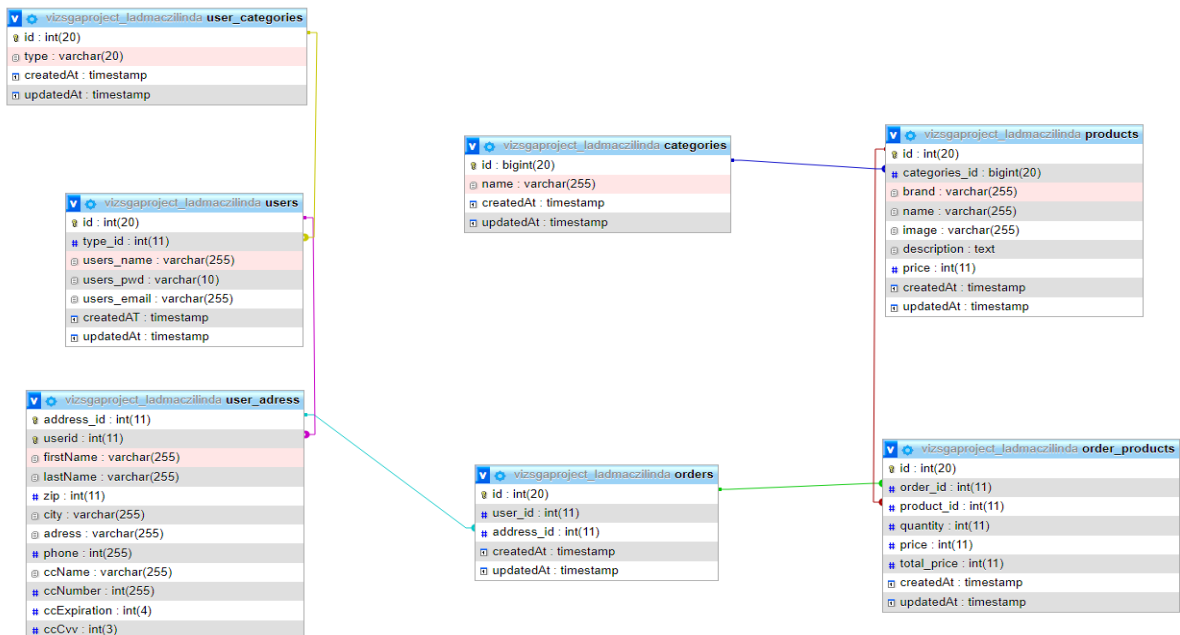 vizsgaproject_ladmaczilinda user_categories
id : int(20)
type : varchar(20)
createdAt : timestamp
updatedAt : timestamp
vizsgaproject_ladmaczilinda categories
id : bigint(20)
name : varchar(255)
createdAt : timestamp
updatedAt : timestamp
vizsgaproject_ladmaczilinda products
id : int(20)
categories_id : bigint(20)
brand : varchar(255)
name : varchar(255)
image : varchar(255)
description : text
price : int(11)
createdAt : timestamp
updatedAt : timestamp
vizsgaproject_ladmaczilinda users
id : int(20)
type_id : int(11)
users_name : varchar(255)
users_pwd : varchar(10)
users_email : varchar(255)
createdAT : timestamp
updatedAt : timestamp
vizsgaproject_ladmaczilinda user_adress
address_id : int(11)
userid : int(11)
firstName : varchar(255)
lastName : varchar(255)
zip : int(11)
city : varchar(255)
adress : varchar(255)
phone : int(255)
ccName : varchar(255)
ccNumber : int(255)
ccExpiration : int(4)
ccCvv : int(3)
vizsgaproject_ladmaczilinda orders
id : int(20)
user_id : int(11)
address_id : int(11)
createdAt : timestamp
updatedAt : timestamp
vizsgaproject_ladmaczilinda order_products
id : int(20)
order_id : int(11)
product_id : int(11)
quantity : int(11)
price : int(11)
total_price : int(11)
createdAt : timestamp
updatedAt : timestamp